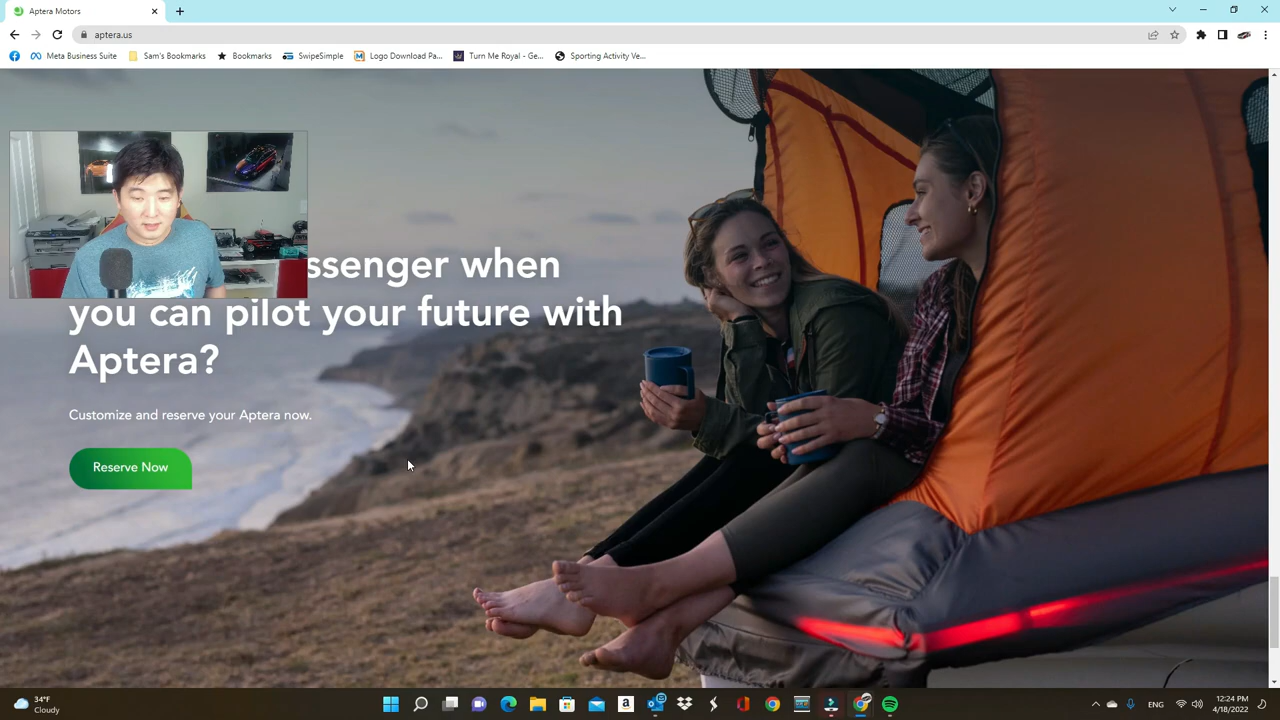 Aptera Motors
aptera.us
Meta Business Suite
Sam's Bookmarks
Bookmarks
SwipeSimple
Logo Download Pa...
Turn Me Royal - Ge...
Sporting Activity Ve...
ssenger when
you can pilot your future with
Aptera?
Customize and reserve your Aptera now.
Reserve Now
34°F
Cloudy
ENG
12:24 PM
4/18/2022